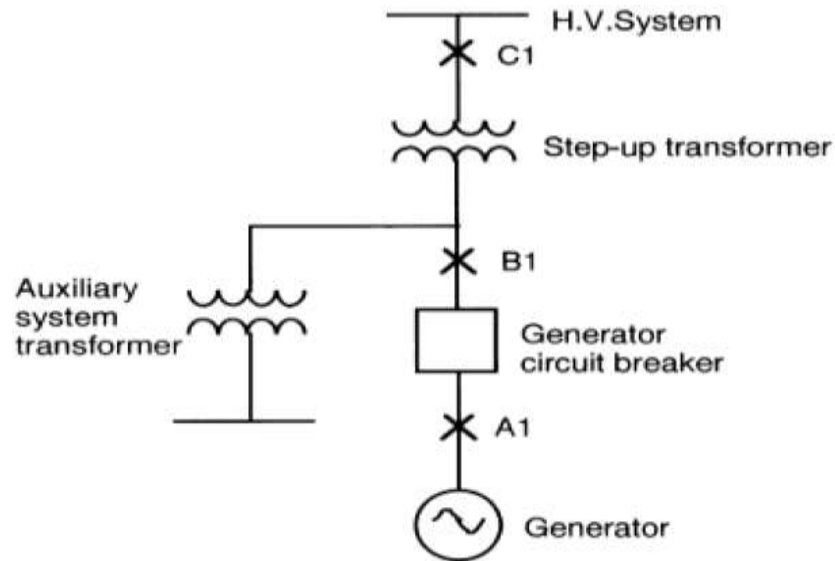 H.V.System
C1
Step-up transformer
B1
Auxiliary
system
transformer
Generator
circuit breaker
A1
Generator